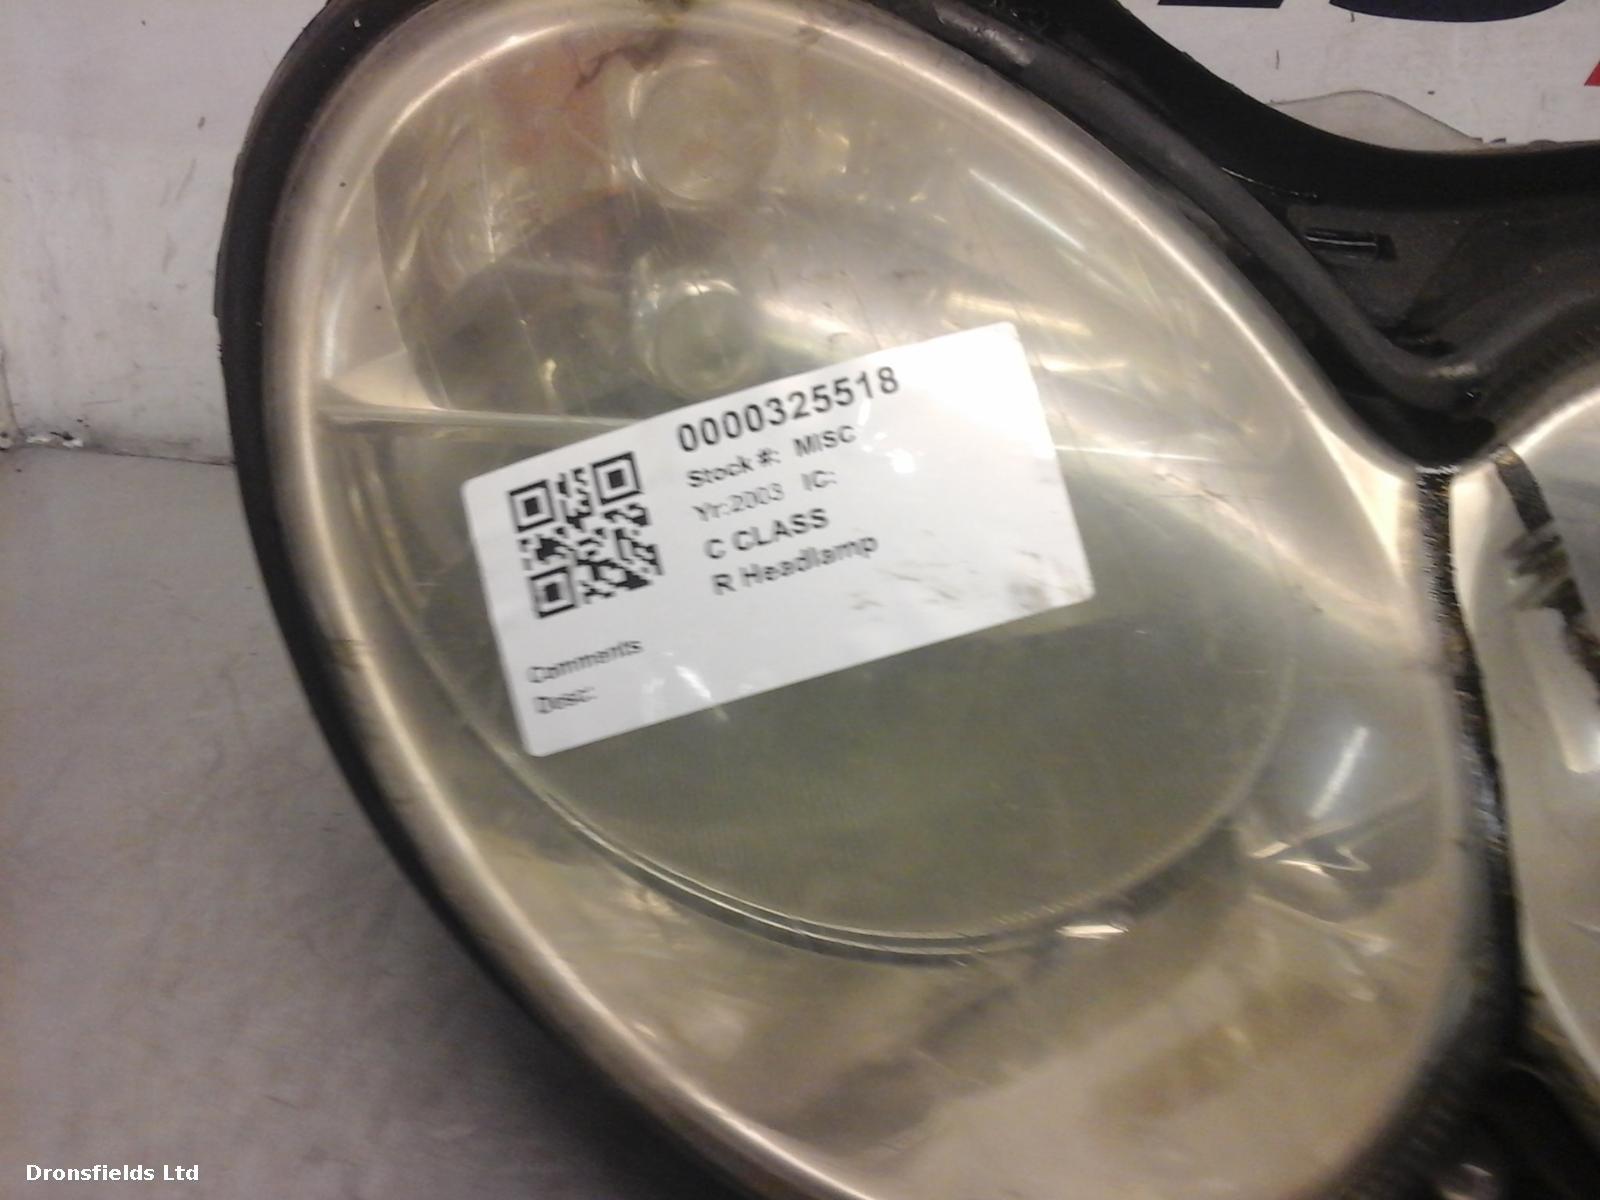 0000325518
Stock #: MISC
Yr:2003 IC:
C CLASS
R Headlamp
Comments
Desc:
Dronsfields Ltd